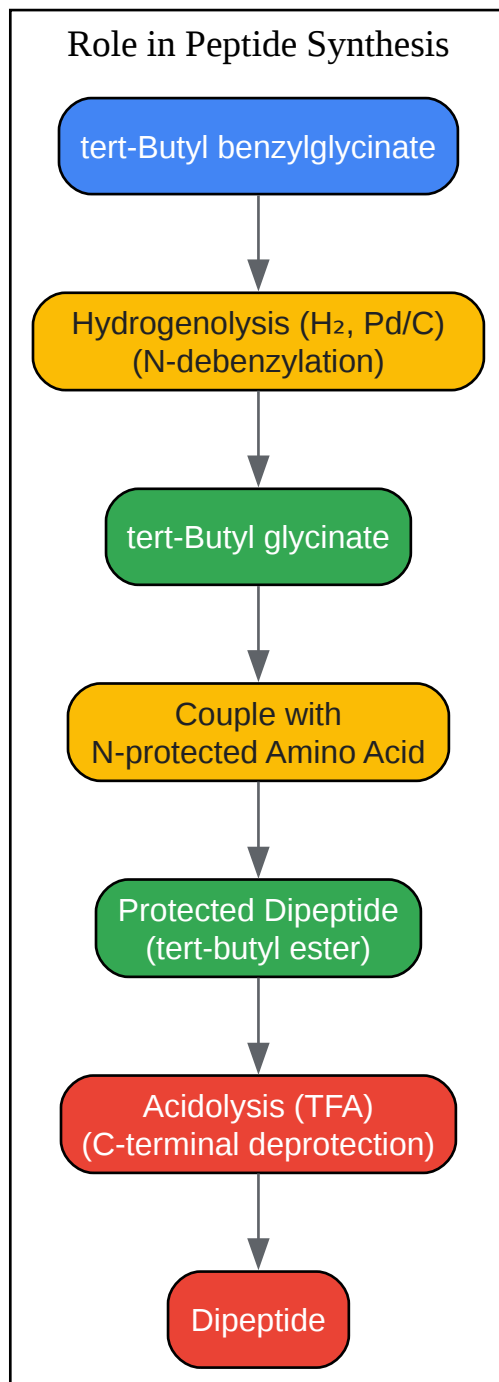 Role in Peptide Synthesis
tert-Butyl benzylglycinate
Hydrogenolysis (H₂, Pd/C)
(N-debenzylation)
tert-Butyl glycinate
Couple with
N-protected Amino Acid
Protected Dipeptide
(tert-butyl ester)
Acidolysis (TFA)
(C-terminal deprotection)
Dipeptide